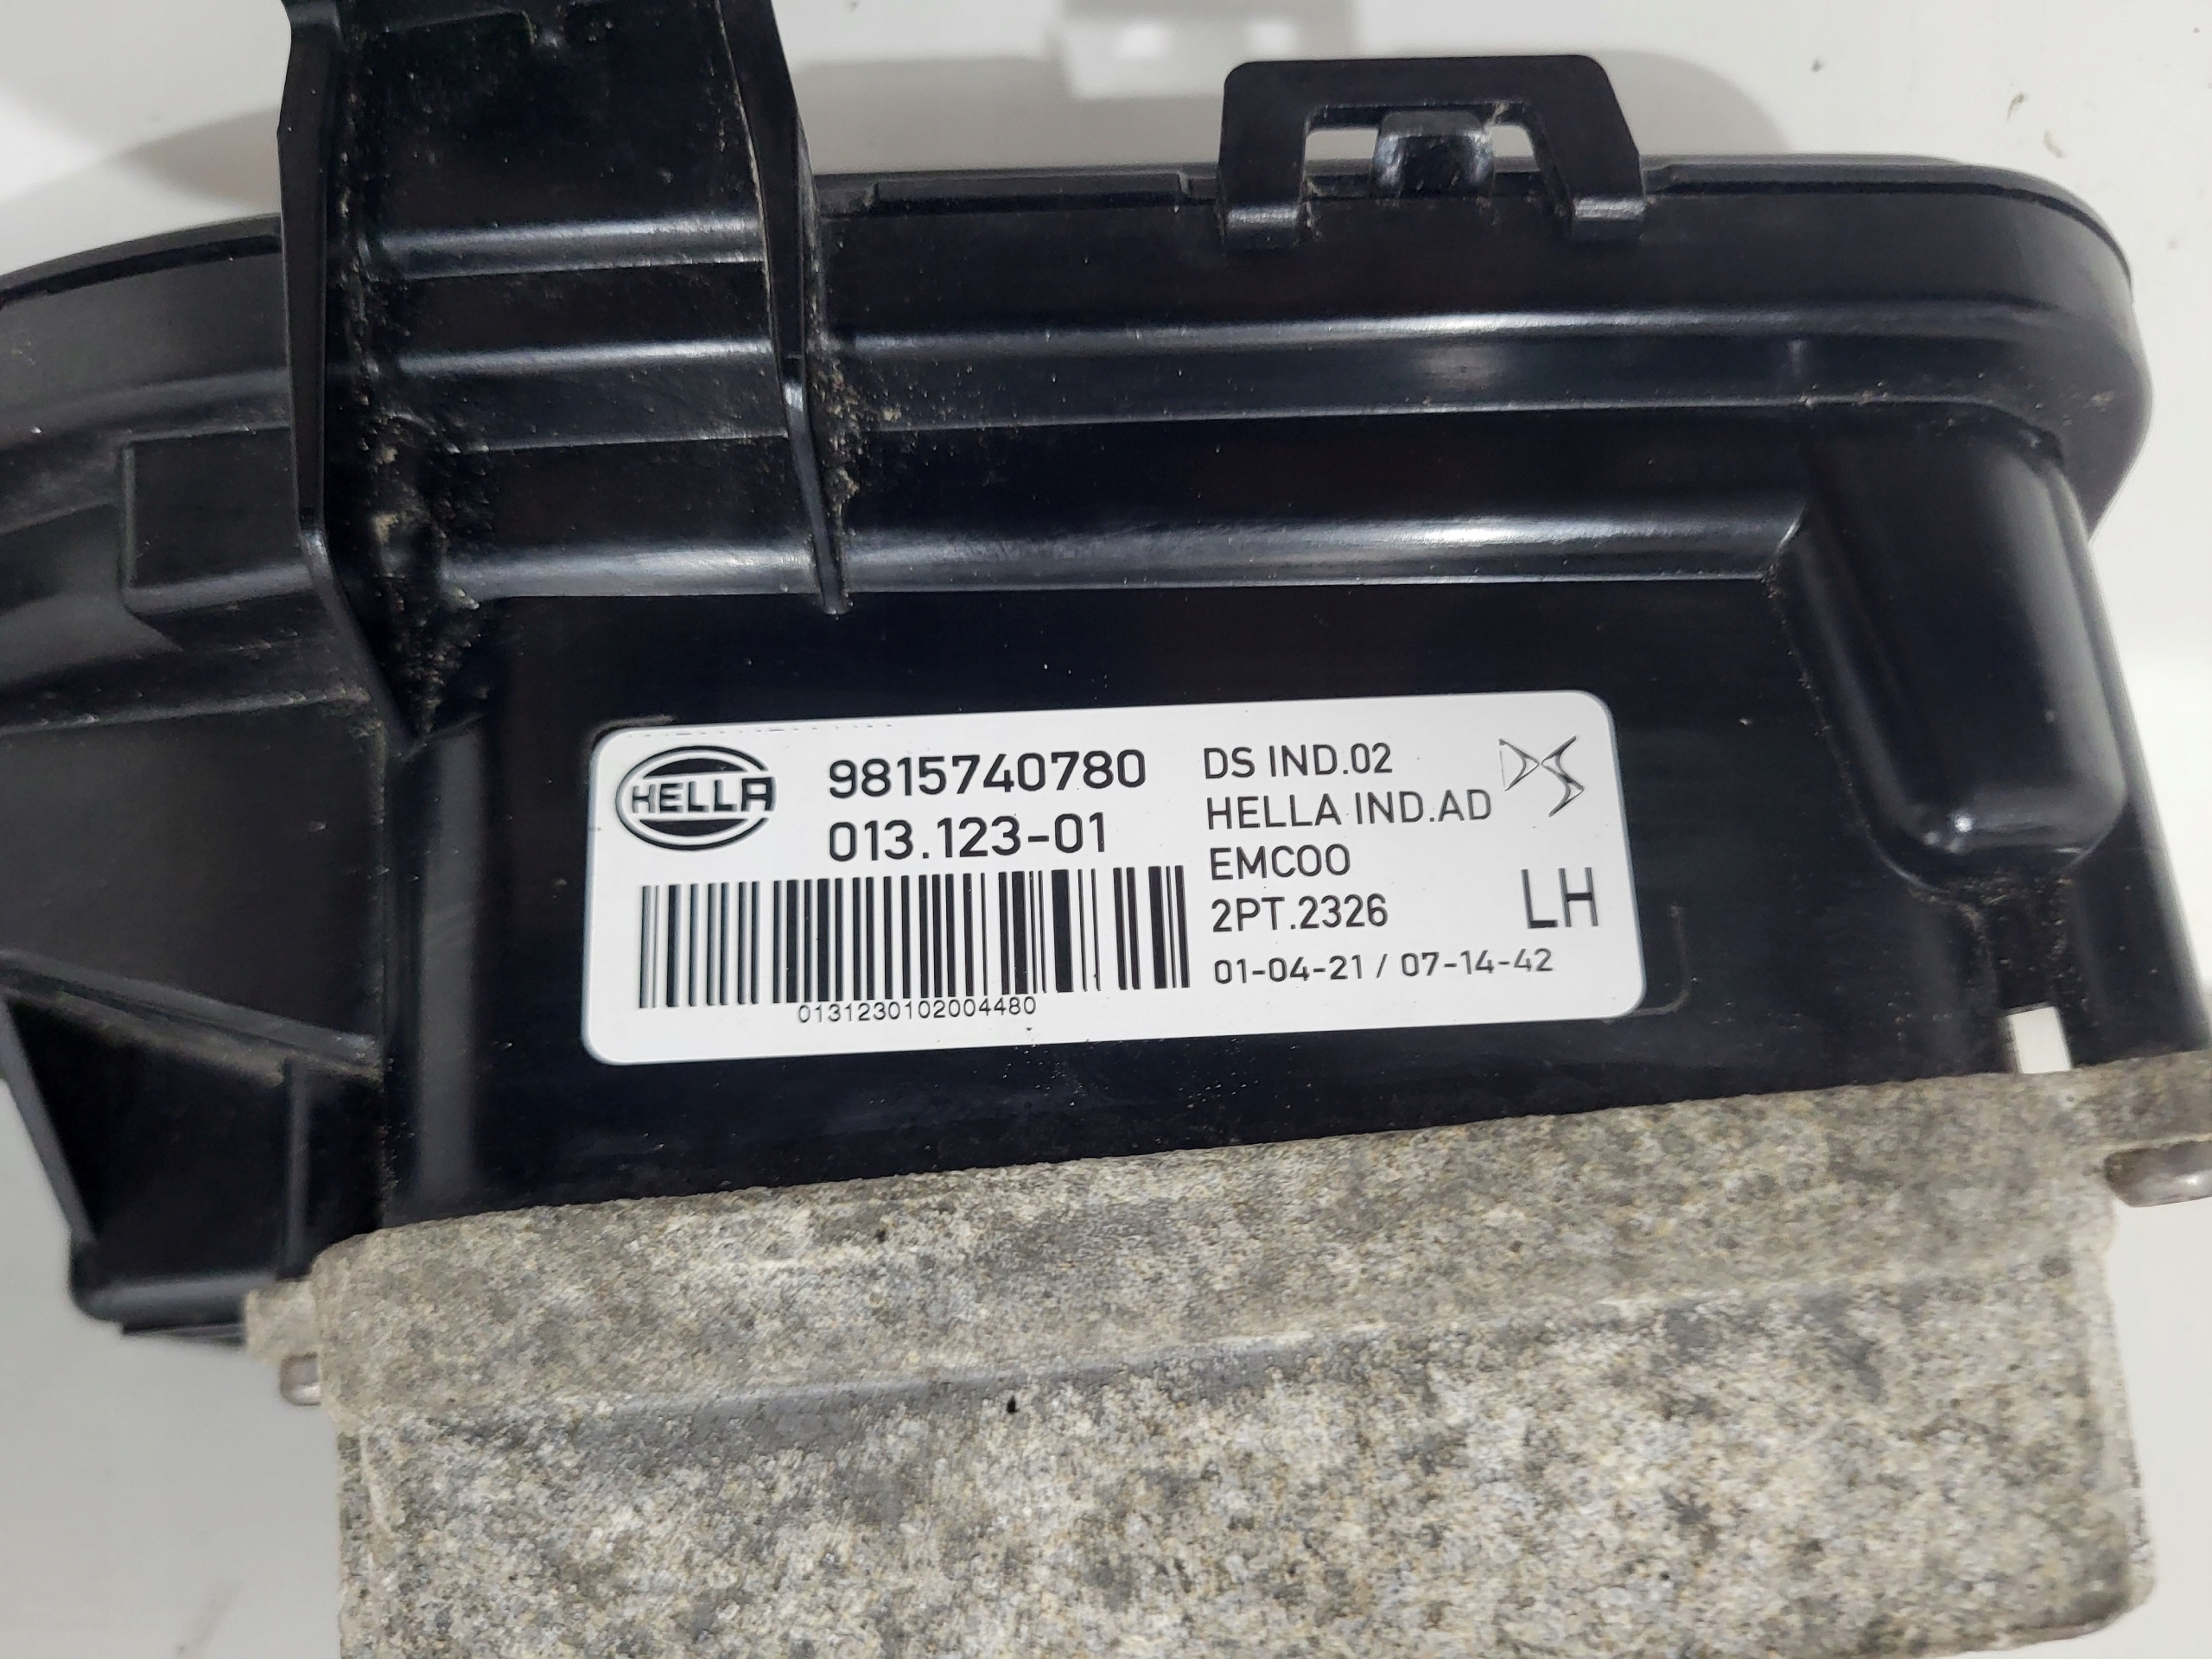 HELLA
9815740780
013.123-01
0131230102004480
DS IND.02
HELLA IND.AD
EMC00
2PT.2326
01-04-21 / 07-14-42
DS
LH